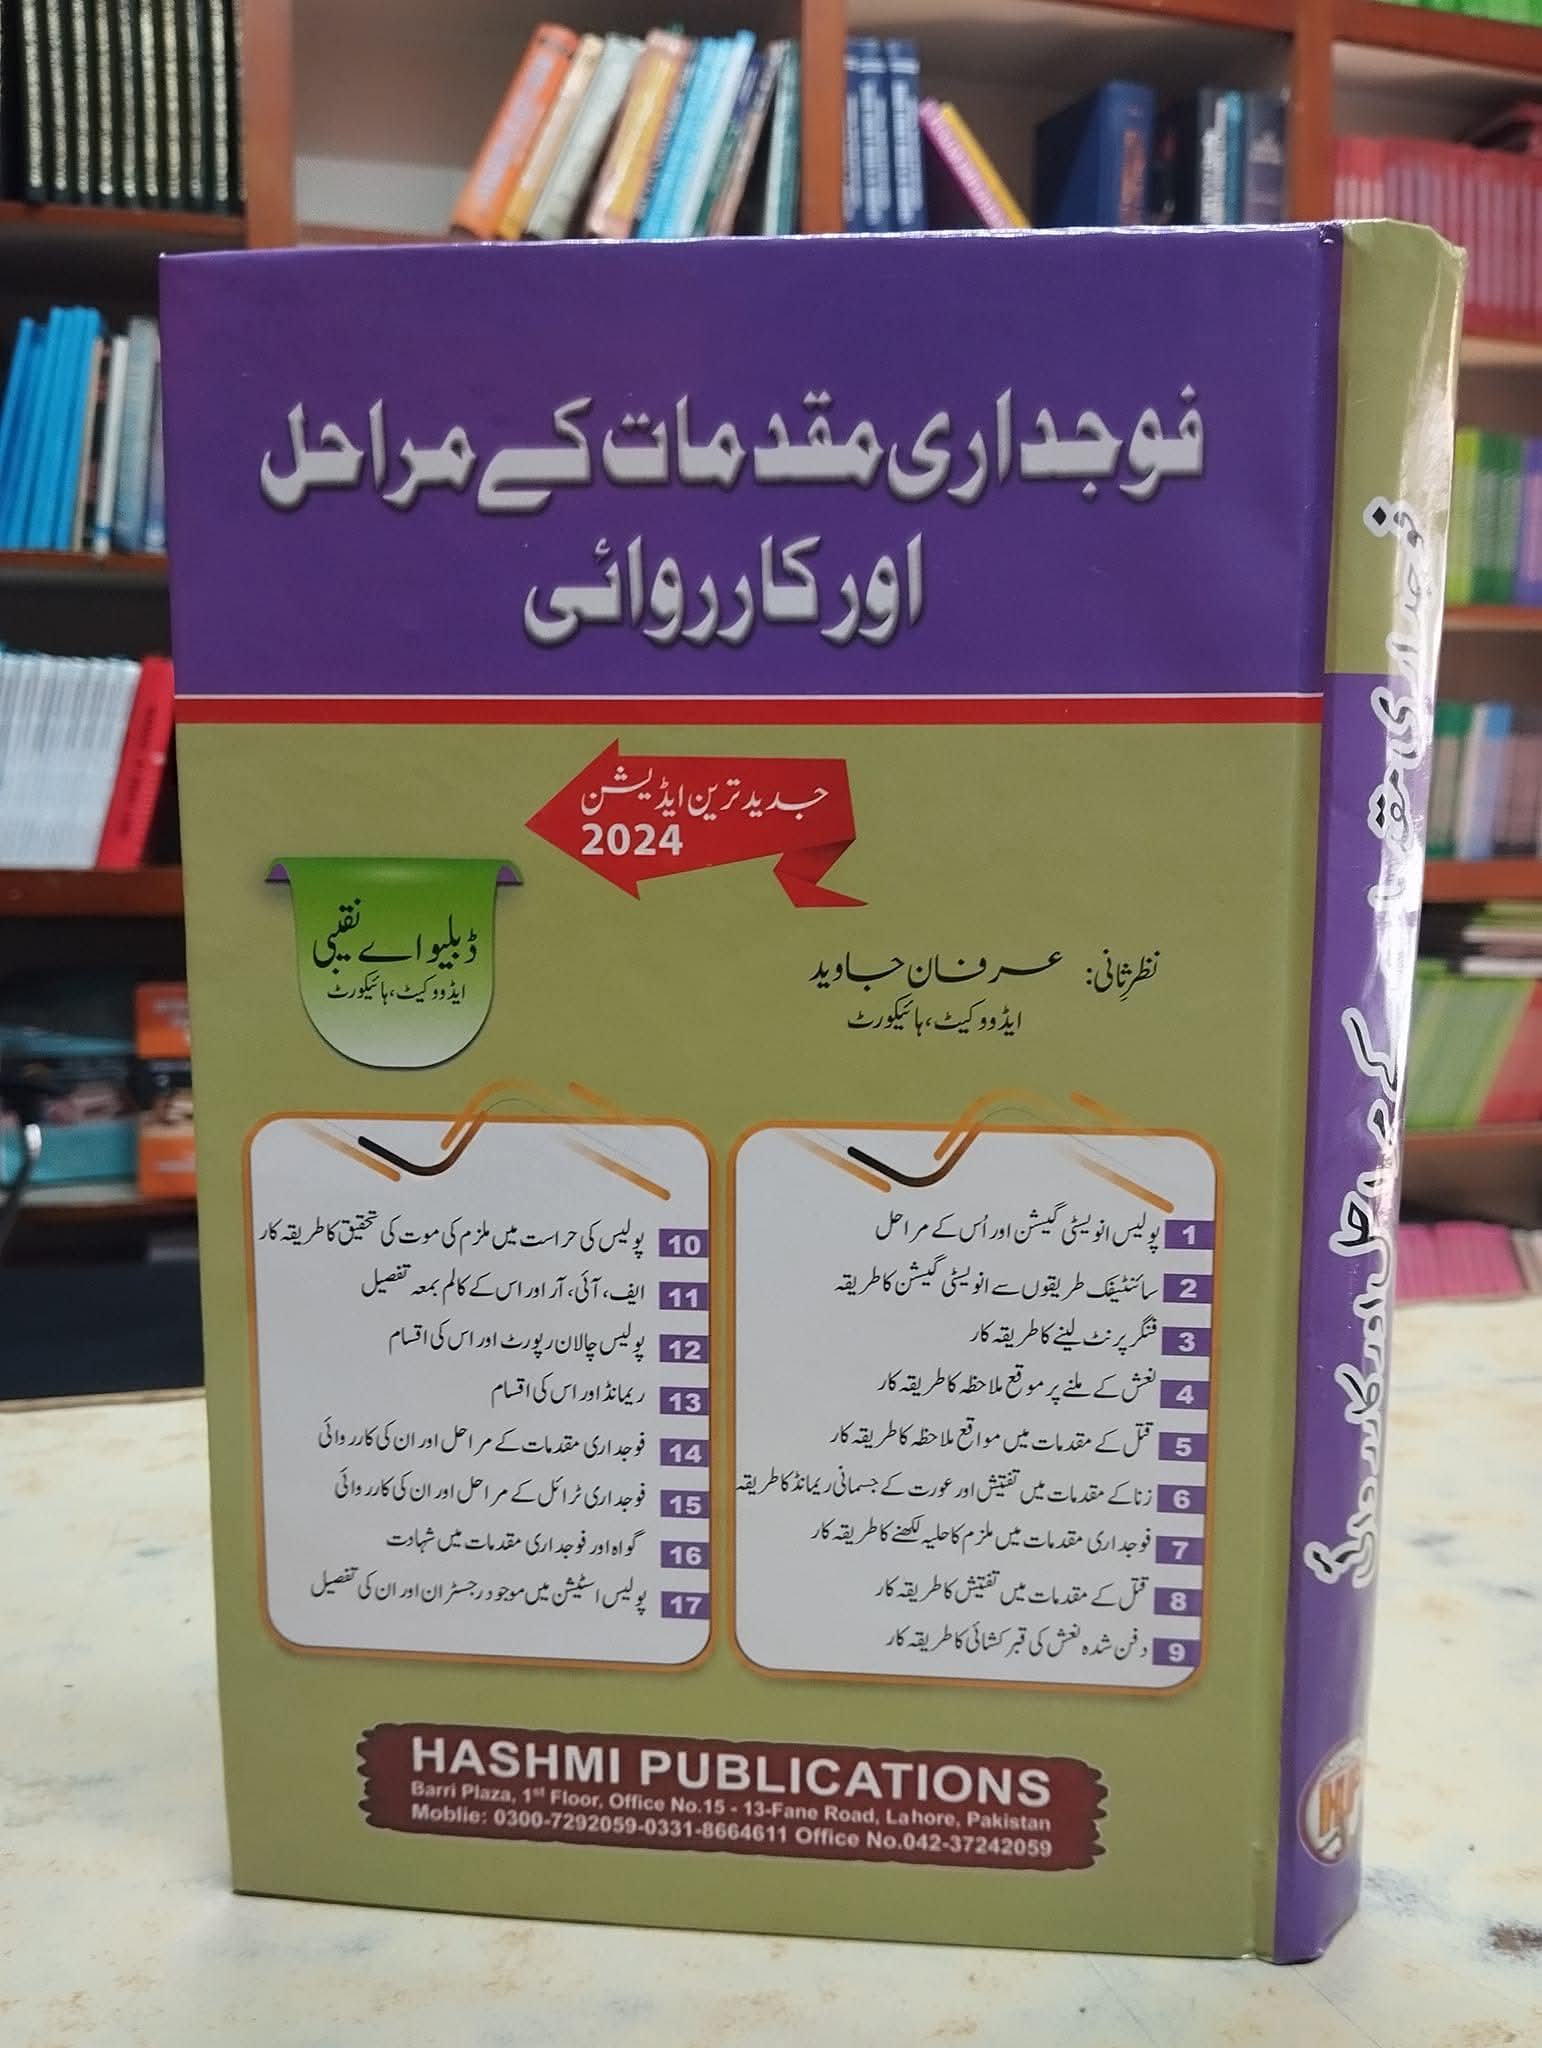 فوجداری مقدمات کے مراحل
اور کارروائی
جدید ترین ایڈیشن
2024
ڈبلیو اے نقیبی
ایڈووکیٹ، ہائیکورٹ
نظرِثانی: عرفان جاوید
ایڈووکیٹ، ہائیکورٹ
1 پولیس انویسٹی گیشن اور اُس کے مراحل
2 سائنٹیفک طریقوں سے انویسٹی گیشن کا طریقہ
3 فنگر پرنٹ لینے کا طریقہ کار
4 نعش کے ملنے پر موقع ملاحظہ کا طریقہ کار
5 قتل کے مقدمات میں مواقع ملاحظہ کا طریقہ کار
6 زنا کے مقدمات میں تفتیش اور عورت کے جسمانی ریمانڈ کا طریقہ
7 فوجداری مقدمات میں ملزم کا حلیہ لکھنے کا طریقہ کار
8 قتل کے مقدمات میں تفتیش کا طریقہ کار
9 دفن شدہ نعش کی قبر کشائی کا طریقہ کار
10 پولیس کی حراست میں ملزم کی موت کی تحقیق کا طریقہ کار
11 ایف، آئی، آر اور اس کے کالم بمعہ تفصیل
12 پولیس چالان رپورٹ اور اس کی اقسام
13 ریمانڈ اور اس کی اقسام
14 فوجداری مقدمات کے مراحل اور ان کی کارروائی
15 فوجداری ٹرائل کے مراحل اور ان کی کارروائی
16 گواہ اور فوجداری مقدمات میں شہادت
17 پولیس اسٹیشن میں موجود رجسٹران اور ان کی تفصیل
HASHMI PUBLICATIONS
Barri Plaza, 1st Floor, Office No.15 - 13-Fane Road, Lahore, Pakistan
Moblie: 0300-7292059-0331-8664611 Office No.042-37242059
فوجداری مقدمات کے مراحل اور کارروائی
HP